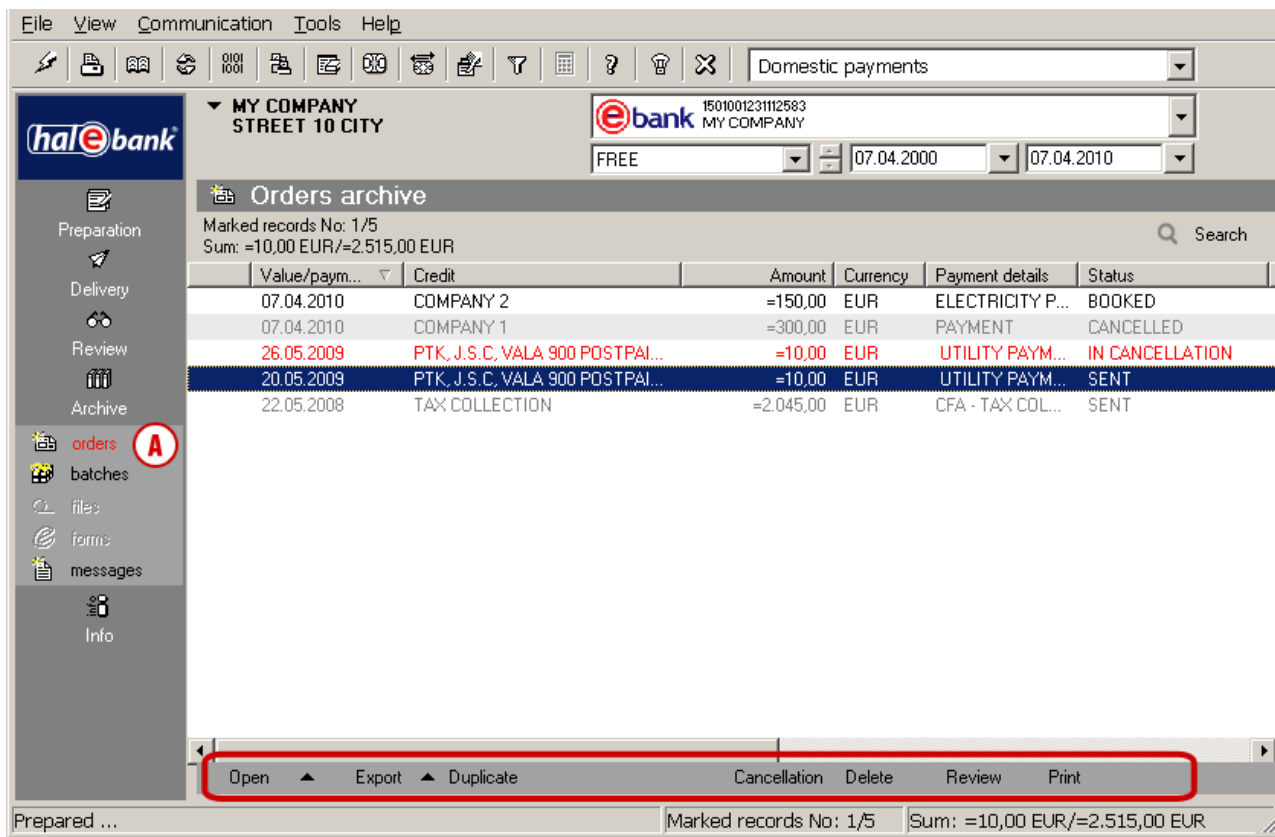 File View Communication Tools Help
Domestic payments
hal e bank
MY COMPANY
STREET 10 CITY
e bank 1501001231112583
MY COMPANY
FREE 07.04.2000 07.04.2010
Orders archive
Marked records No: 1/5
Sum: =10,00 EUR/=2.515,00 EUR
Search
Preparation
Delivery
Review
Archive
orders A
batches
files
forms
messages
Info
Value/paym... Credit Amount Currency Payment details Status
07.04.2010 COMPANY 2 =150,00 EUR ELECTRICITY P... BOOKED
07.04.2010 COMPANY 1 =300,00 EUR PAYMENT CANCELLED
26.05.2009 PTK, J.S.C, VALA 900 POSTPAI... =10,00 EUR UTILITY PAYM... IN CANCELLATION
20.05.2009 PTK, J.S.C, VALA 900 POSTPAI... =10,00 EUR UTILITY PAYM... SENT
22.05.2008 TAX COLLECTION =2.045,00 EUR CFA - TAX COL... SENT
Open Export Duplicate Cancellation Delete Review Print
Prepared ... Marked records No: 1/5 Sum: =10,00 EUR/=2.515,00 EUR